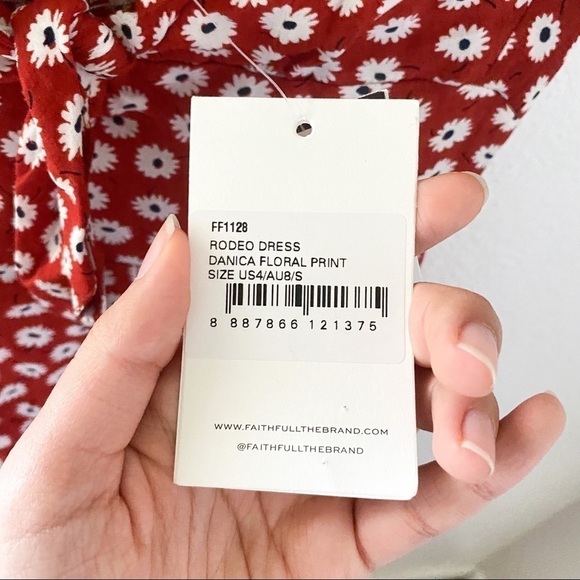 FF1128
RODEO DRESS
DANICA FLORAL PRINT
SIZE US4/AU8/S
8 887866 121375
WWW.FAITHFULLTHEBRAND.COM
@FAITHFULLTHEBRAND